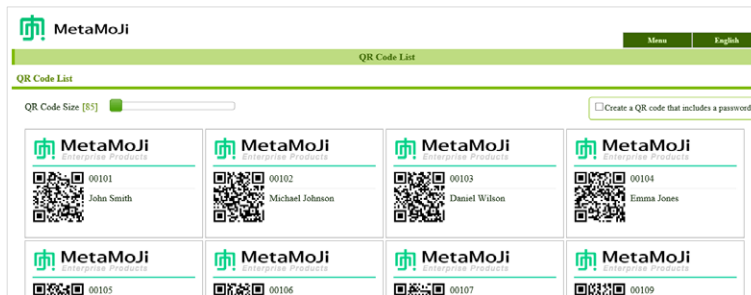 MetaMoJi
Menu English
QR Code List
QR Code List
QR Code Size [85]
Create a QR code that includes a password
MetaMoJi MetaMoJi MetaMoJi MetaMoJi
Enterprise Products Enterprise Products Enterprise Products Enterprise Products
00101 00102 00103 00104
John Smith Michael Johnson Daniel Wilson Emma Jones
MetaMoJi MetaMoJi MetaMoJi MetaMoJi
Enterprise Products Enterprise Products Enterprise Products Enterprise Products
00105 00106 00107 00109